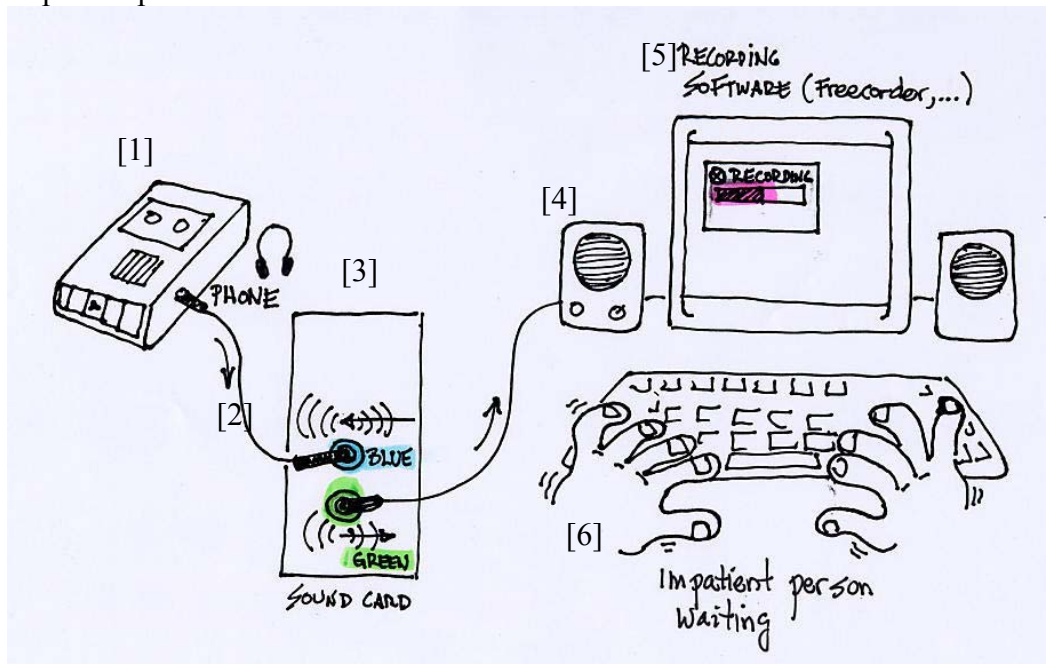 [5] RECORDING
SOFTWARE (Freecorder,...)
[1]
RECORDING
[4]
[3]
PHONE
[2]
BLUE
GREEN
[6]
SOUND CARD
Impatient person
Waiting